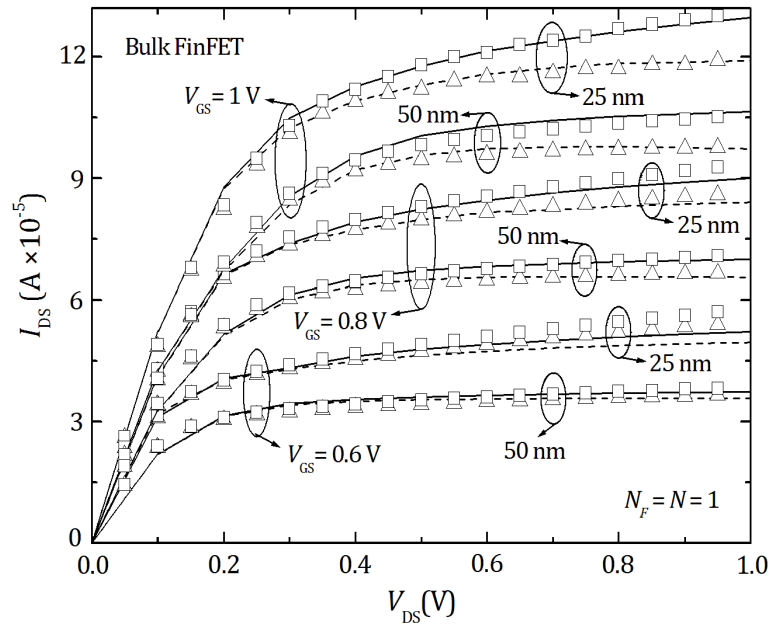 12
9
6
3
0
I_DS (A ×10⁻⁵)
Bulk FinFET
V_GS = 1 V
25 nm
50 nm
25 nm
50 nm
V_GS = 0.8 V
25 nm
V_GS = 0.6 V
50 nm
N_F = N = 1
0.0 0.2 0.4 0.6 0.8 1.0
V_DS(V)